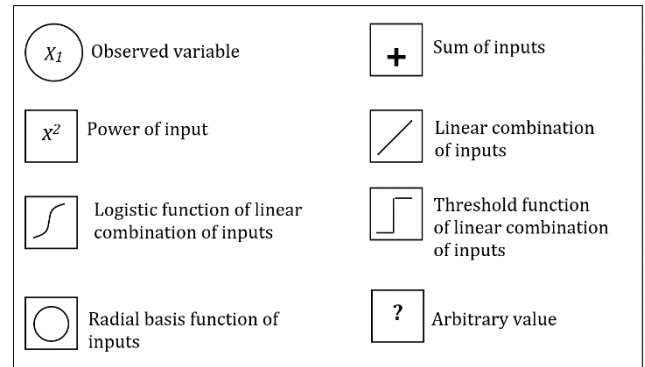 X1 Observed variable
+ Sum of inputs
x² Power of input
Linear combination
of inputs
Logistic function of linear
combination of inputs
Threshold function
of linear combination
of inputs
Radial basis function of
inputs
? Arbitrary value